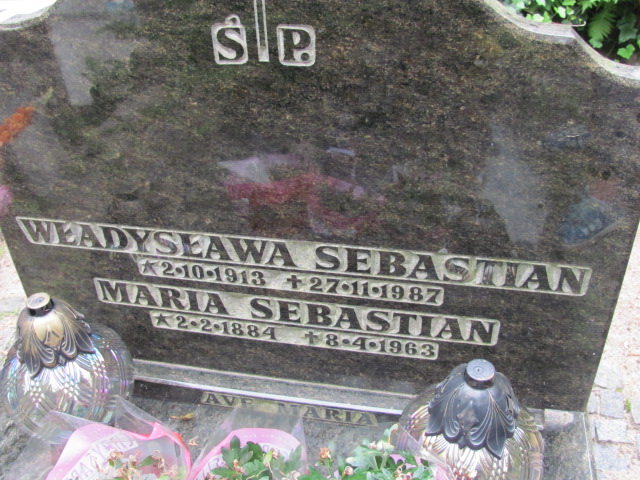 Ś P.
WŁADYSŁAWA SEBASTIAN
*2.10.1913 +27.11.1987
MARIA SEBASTIAN
*2.2.1884 +8.4.1963
AVE MARIA